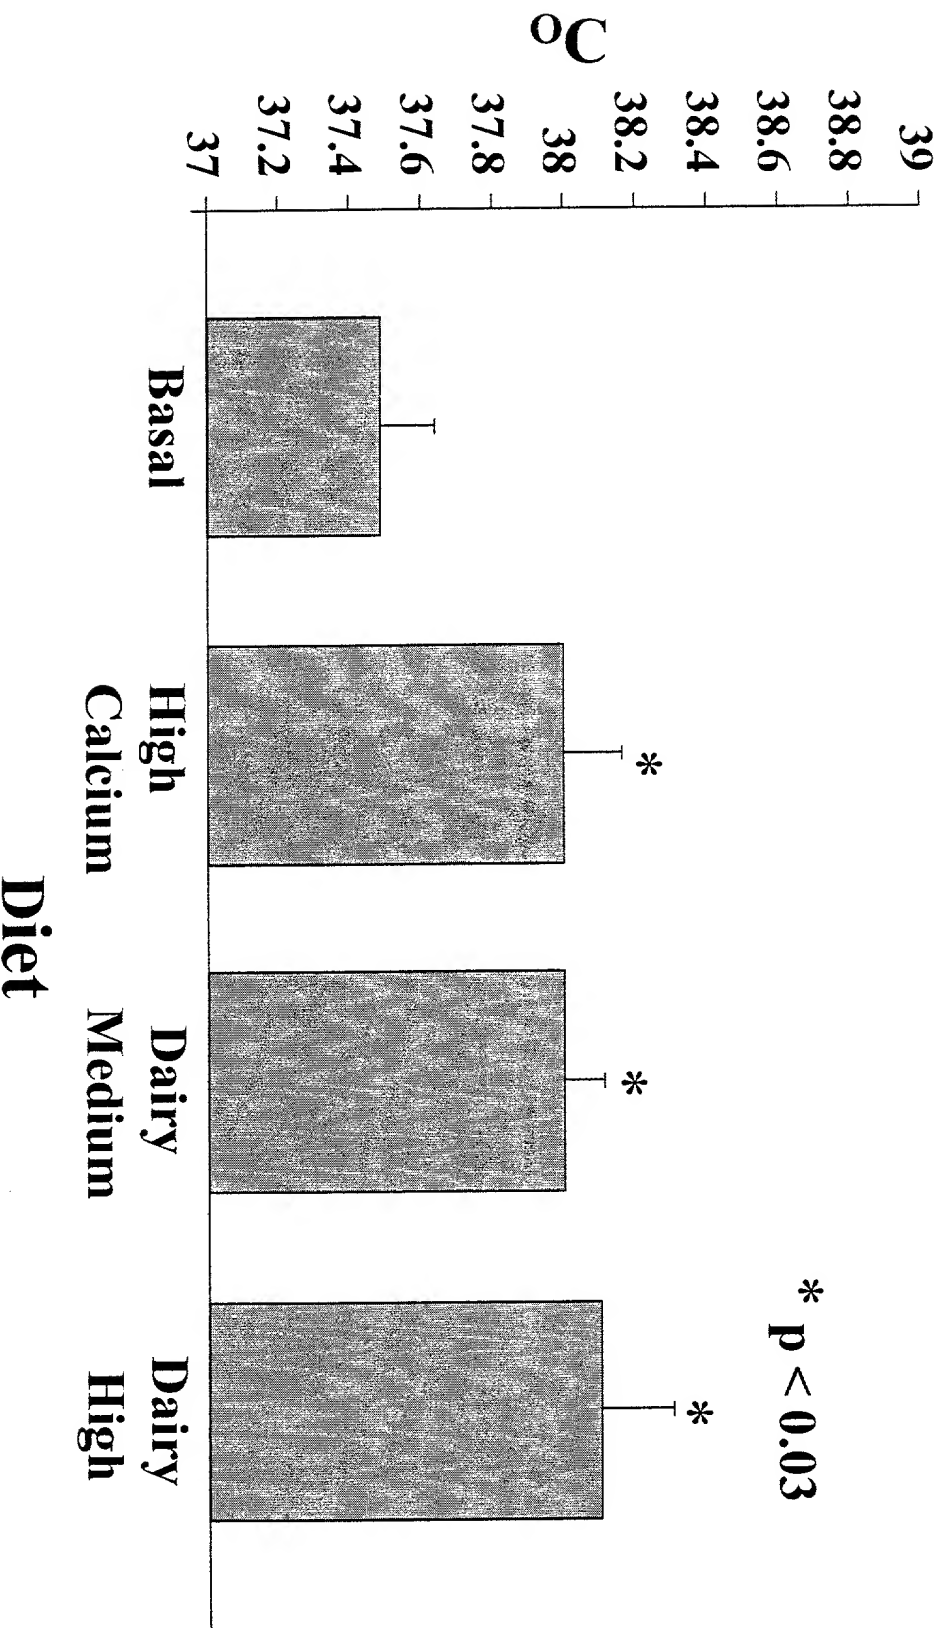 °C
39
38.8
38.6
38.4
38.2
38
37.8
37.6
37.4
37.2
37
* p < 0.03
*
*
*
Basal
High
Calcium
Dairy
Medium
Dairy
High
Diet